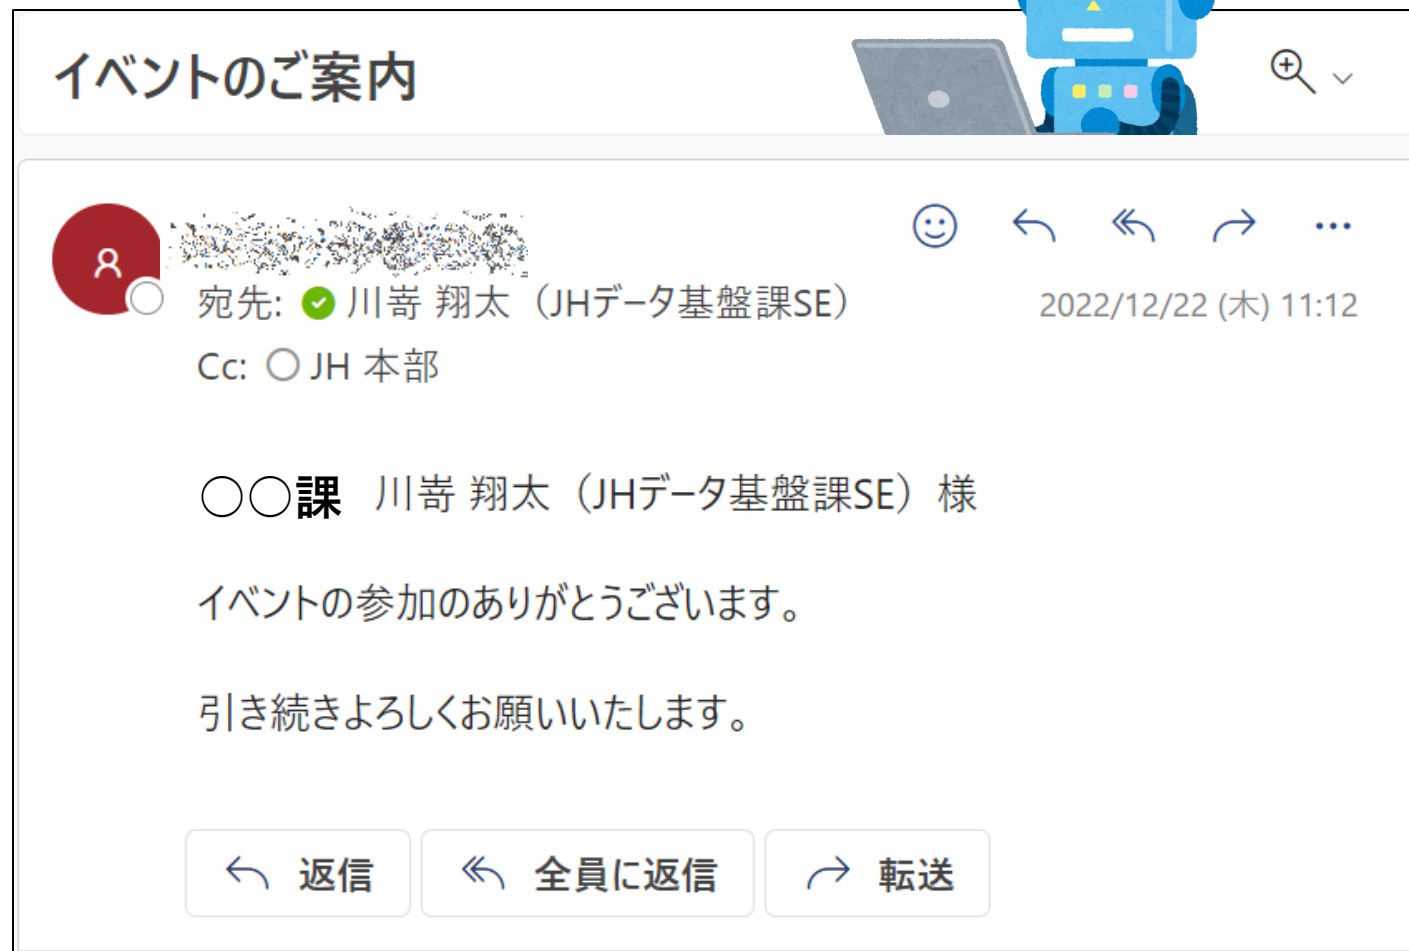 イベントのご案内
宛先: 川嵜 翔太（JHデータ基盤課SE）
2022/12/22 (木) 11:12
Cc: JH 本部
〇〇課 川嵜 翔太（JHデータ基盤課SE）様
イベントの参加のありがとうございます。
引き続きよろしくお願いいたします。
返信 全員に返信 転送